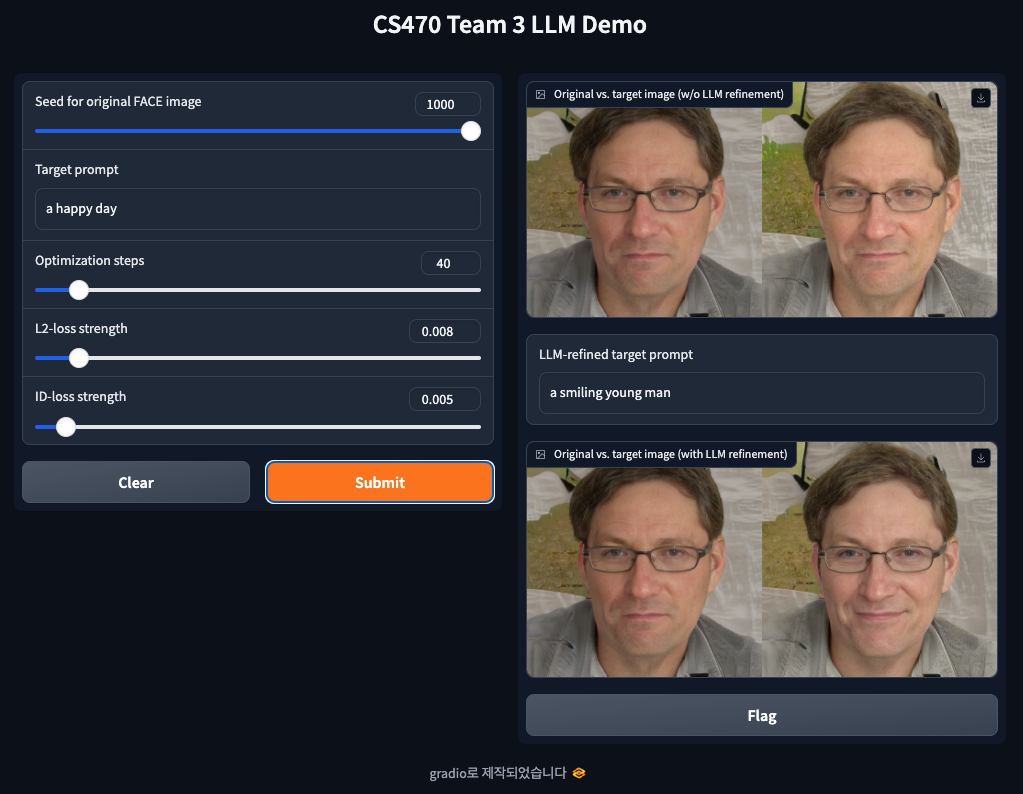 CS470 Team 3 LLM Demo
Seed for original FACE image
1000
Target prompt
a happy day
Optimization steps
40
L2-loss strength
0.008
ID-loss strength
0.005
Clear
Submit
Original vs. target image (w/o LLM refinement)
LLM-refined target prompt
a smiling young man
Original vs. target image (with LLM refinement)
Flag
gradio로 제작되었습니다